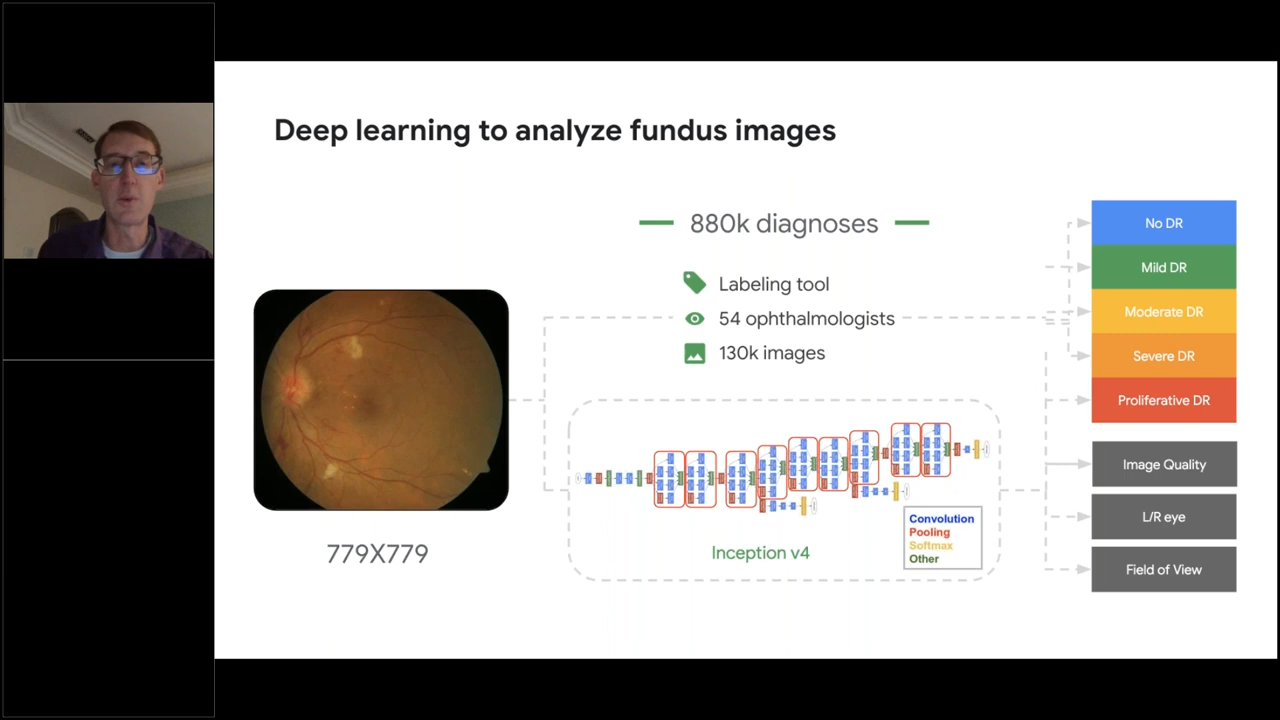 Deep learning to analyze fundus images
880k diagnoses
Labeling tool
54 ophthalmologists
130k images
779X779
Inception v4
Convolution
Pooling
Softmax
Other
No DR
Mild DR
Moderate DR
Severe DR
Proliferative DR
Image Quality
L/R eye
Field of View